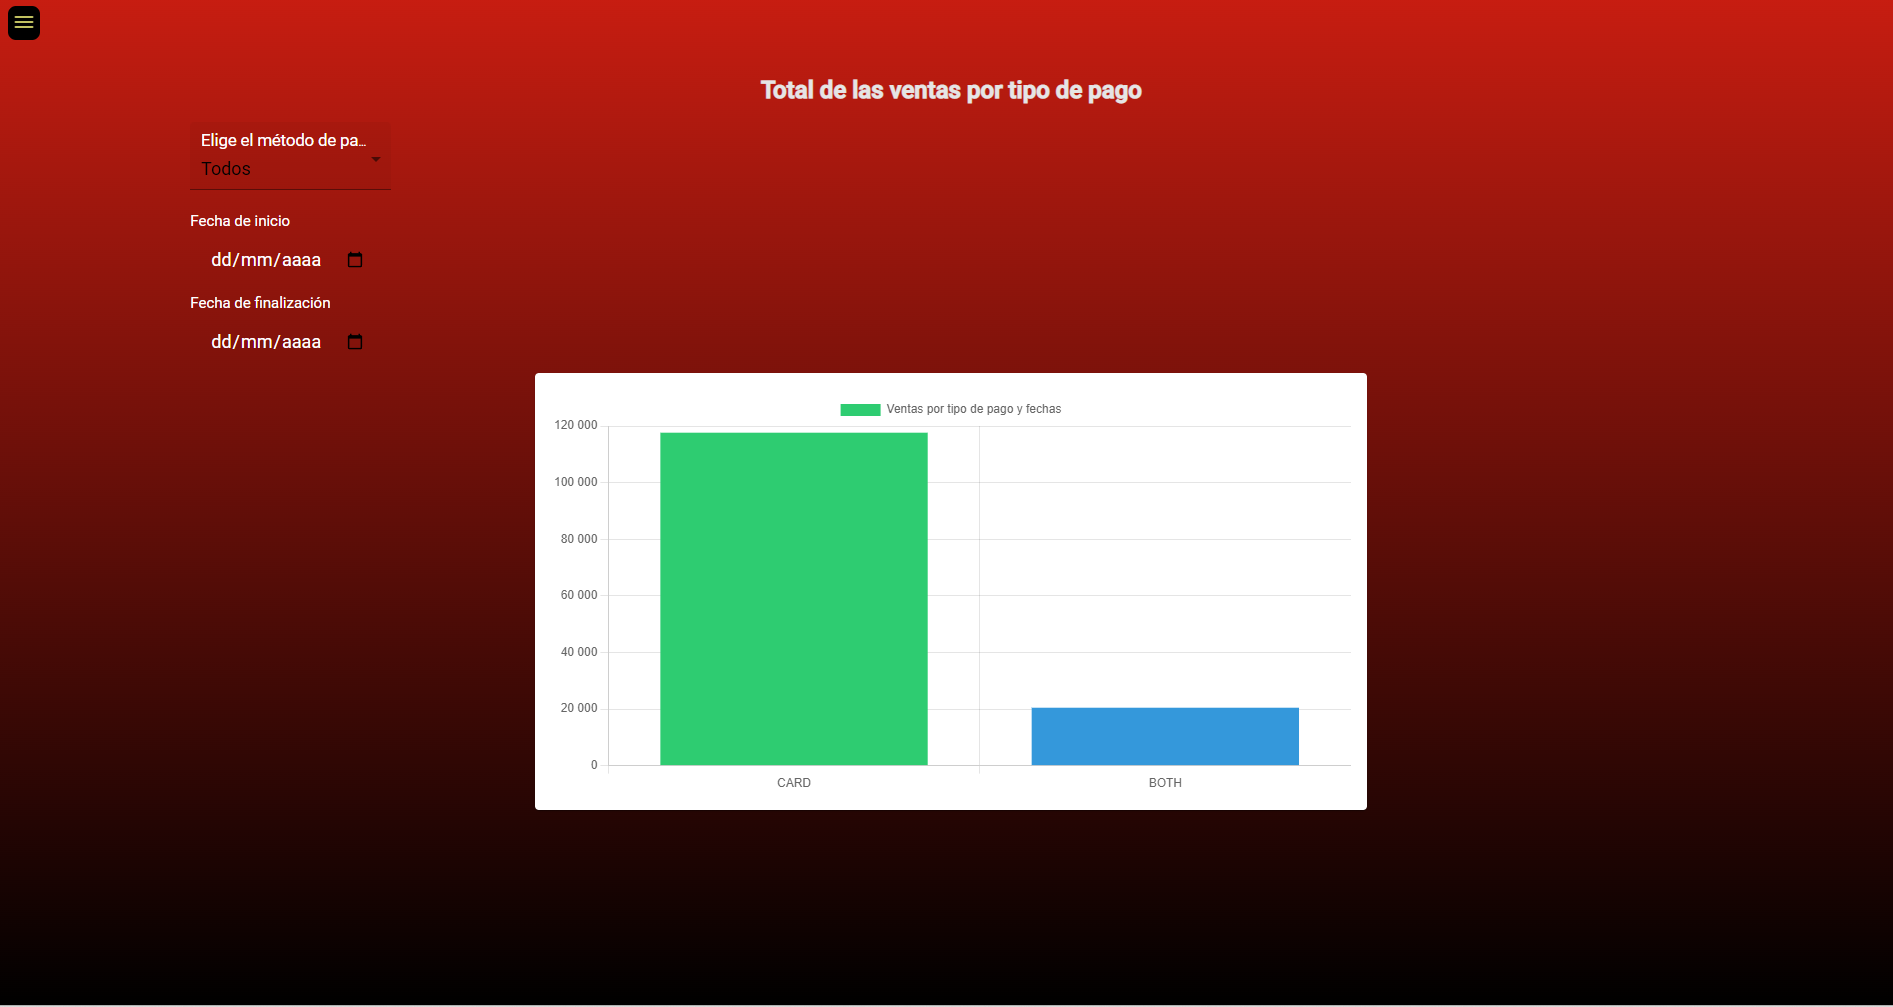 Total de las ventas por tipo de pago
Elige el método de pa...
Todos
Fecha de inicio
dd/mm/aaaa
Fecha de finalización
dd/mm/aaaa
Ventas por tipo de pago y fechas
120 000
100 000
80 000
60 000
40 000
20 000
0
CARD BOTH